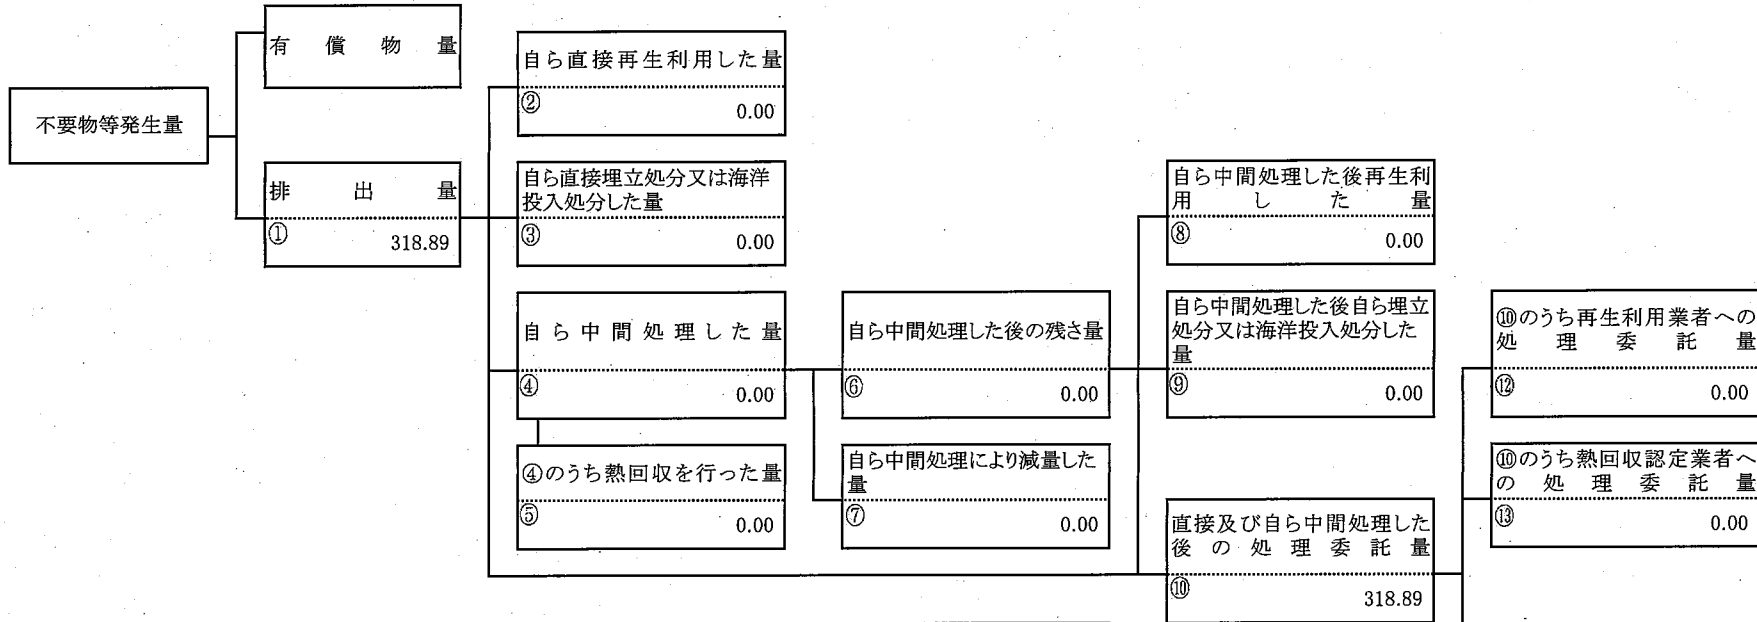 不要物等発生量
有償物量
排出量
① 318.89
自ら直接再生利用した量
② 0.00
自ら直接埋立処分又は海洋
投入処分した量
③ 0.00
自ら中間処理した量
④ 0.00
④のうち熱回収を行った量
⑤ 0.00
自ら中間処理した後の残さ量
⑥ 0.00
自ら中間処理により減量した
量
⑦ 0.00
自ら中間処理した後再生利
用した量
⑧ 0.00
自ら中間処理した後自ら埋立
処分又は海洋投入処分した
量
⑨ 0.00
直接及び自ら中間処理した
後の処理委託量
⑩ 318.89
⑩のうち再生利用業者への
処理委託量
⑫ 0.00
⑩のうち熱回収認定業者へ
の処理委託量
⑬ 0.00